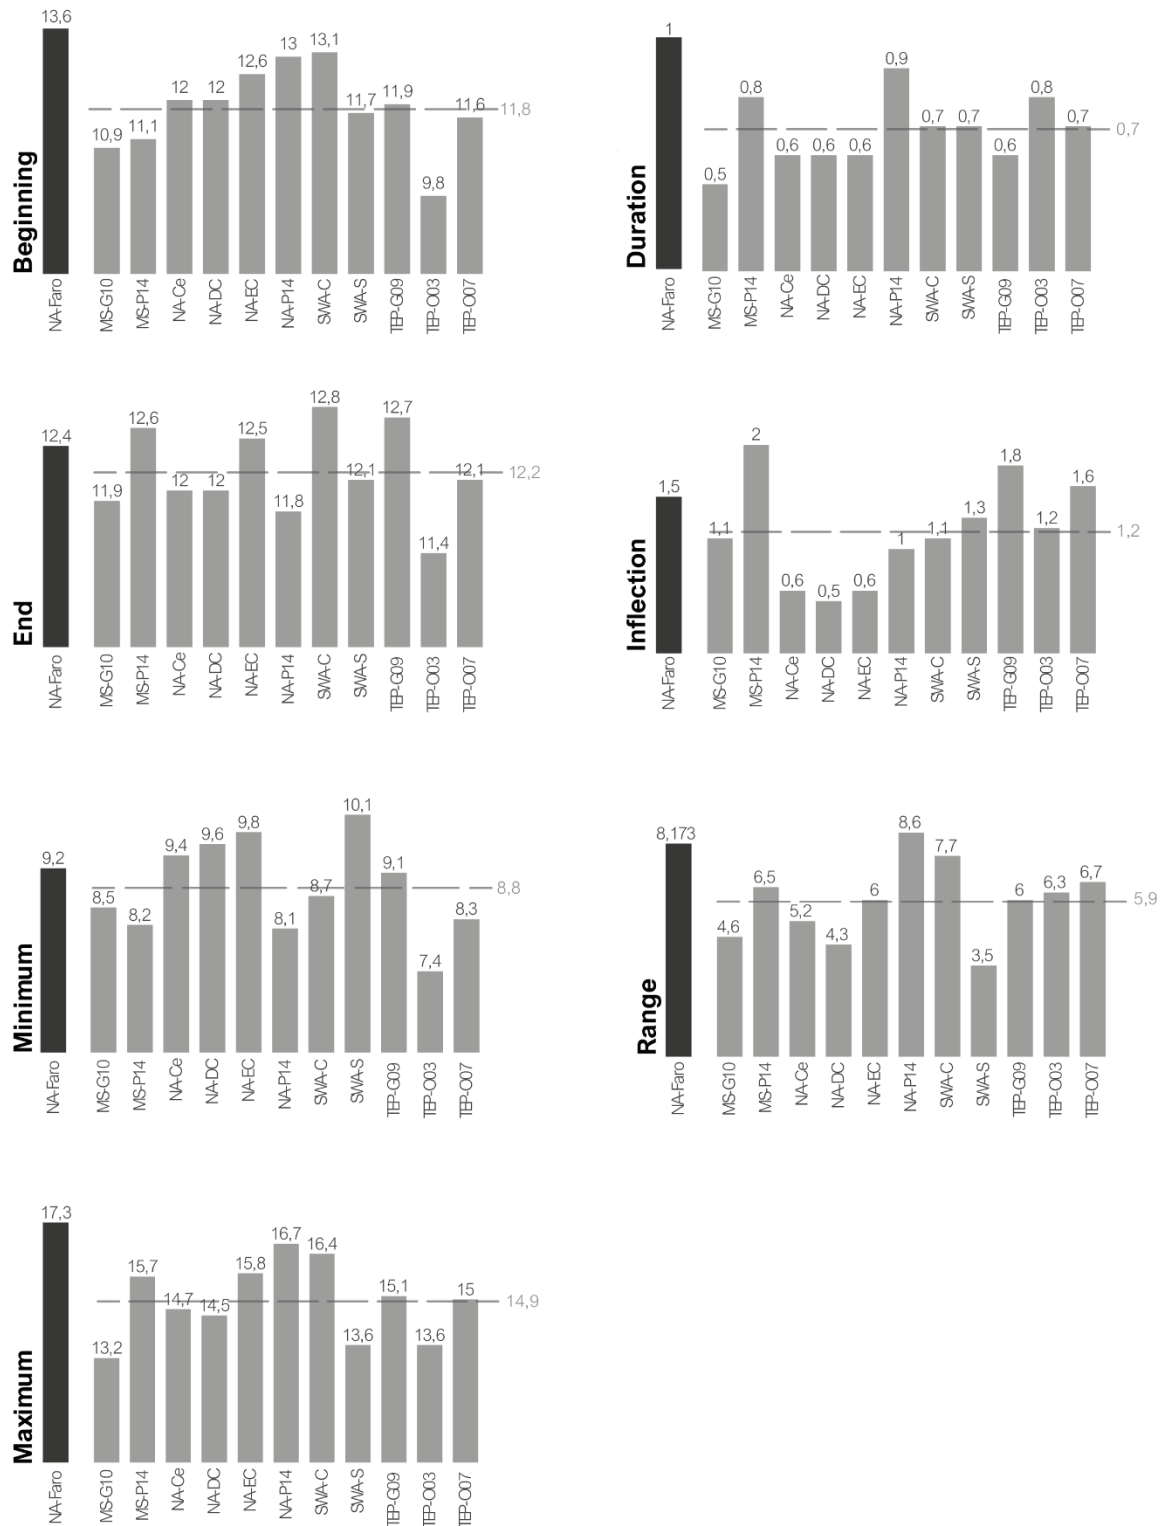 Beginning
13,6
10,9
11,1
12
12
12,6
13
13,1
11,7
11,9
9,8
11,6
11,8
NA-Faro
MS-G10
MS-P14
NA-Ce
NA-DC
NA-EC
NA-P14
SWA-C
SWA-S
TEP-G09
TEP-O03
TEP-O07
Duration
1
0,5
0,8
0,6
0,6
0,6
0,9
0,7
0,7
0,6
0,8
0,7
0,7
NA-Faro
MS-G10
MS-P14
NA-Ce
NA-DC
NA-EC
NA-P14
SWA-C
SWA-S
TEP-G09
TEP-O03
TEP-O07
End
12,4
11,9
12,6
12
12
12,5
11,8
12,8
12,1
12,7
11,4
12,1
12,2
NA-Faro
MS-G10
MS-P14
NA-Ce
NA-DC
NA-EC
NA-P14
SWA-C
SWA-S
TEP-G09
TEP-O03
TEP-O07
Inflection
1,5
1,1
2
0,6
0,5
0,6
1
1,1
1,3
1,8
1,2
1,6
1,2
NA-Faro
MS-G10
MS-P14
NA-Ce
NA-DC
NA-EC
NA-P14
SWA-C
SWA-S
TEP-G09
TEP-O03
TEP-O07
Minimum
9,2
8,5
8,2
9,4
9,6
9,8
8,1
8,7
10,1
9,1
7,4
8,3
8,8
NA-Faro
MS-G10
MS-P14
NA-Ce
NA-DC
NA-EC
NA-P14
SWA-C
SWA-S
TEP-G09
TEP-O03
TEP-O07
Range
8,173
4,6
6,5
5,2
4,3
6
8,6
7,7
3,5
6
6,3
6,7
5,9
NA-Faro
MS-G10
MS-P14
NA-Ce
NA-DC
NA-EC
NA-P14
SWA-C
SWA-S
TEP-G09
TEP-O03
TEP-O07
Maximum
17,3
13,2
15,7
14,7
14,5
15,8
16,7
16,4
13,6
15,1
13,6
15
14,9
NA-Faro
MS-G10
MS-P14
NA-Ce
NA-DC
NA-EC
NA-P14
SWA-C
SWA-S
TEP-G09
TEP-O03
TEP-O07